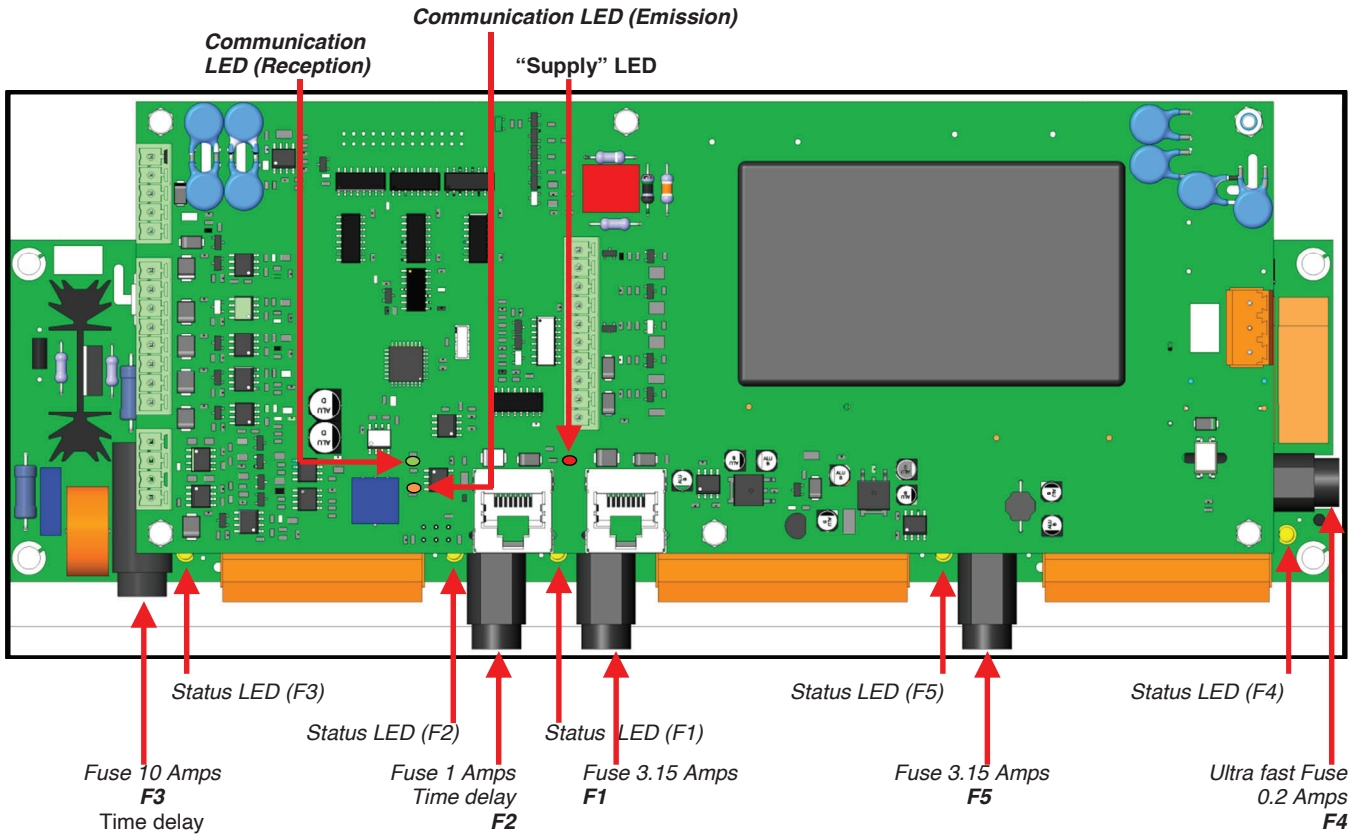 Communication LED (Emission)
Communication
LED (Reception)
“Supply” LED
Status LED (F3)
Status LED (F2)
Status LED (F1)
Status LED (F5)
Status LED (F4)
Fuse 10 Amps
F3
Time delay
Fuse 1 Amps
Time delay
F2
Fuse 3.15 Amps
F1
Fuse 3.15 Amps
F5
Ultra fast Fuse
0.2 Amps
F4